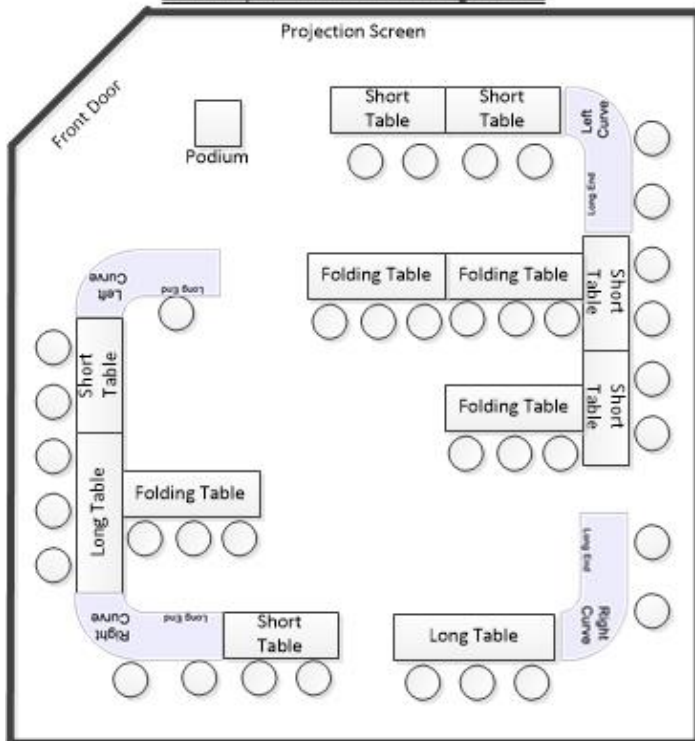 Projection Screen
Front Door
Podium
Short
Table
Short
Table
Left
Curve
Long End
Left
Curve
Long End
Folding Table
Folding Table
Short
Table
Short
Table
Short
Table
Folding Table
Long Table
Folding Table
Long End
Right
Curve
Long End
Short
Table
Long Table
Right
Curve